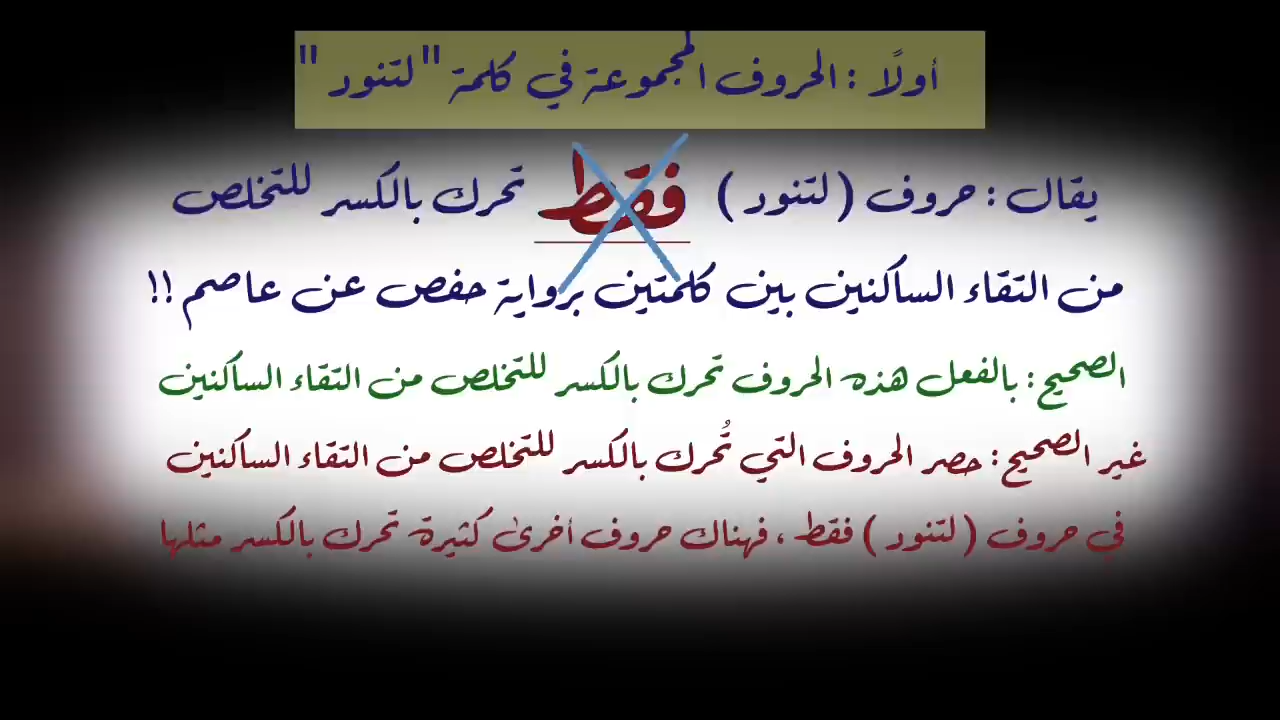 أولًا : الحروف المجموعة في كلمة "لتنود "
يقال : حروف ( لتنود ) فقط تحرك بالكسر للتخلص
من التقاء الساكنين بين كلمتين برواية حفص عن عاصم !!
الصحيح : بالفعل هذه الحروف تحرك بالكسر للتخلص من التقاء الساكنين
غير الصحيح : حصر الحروف التي تُحرك بالكسر للتخلص من التقاء الساكنين
في حروف ( لتنود ) فقط ، فهناك حروف أخرى كثيرة تحرك بالكسر مثلها